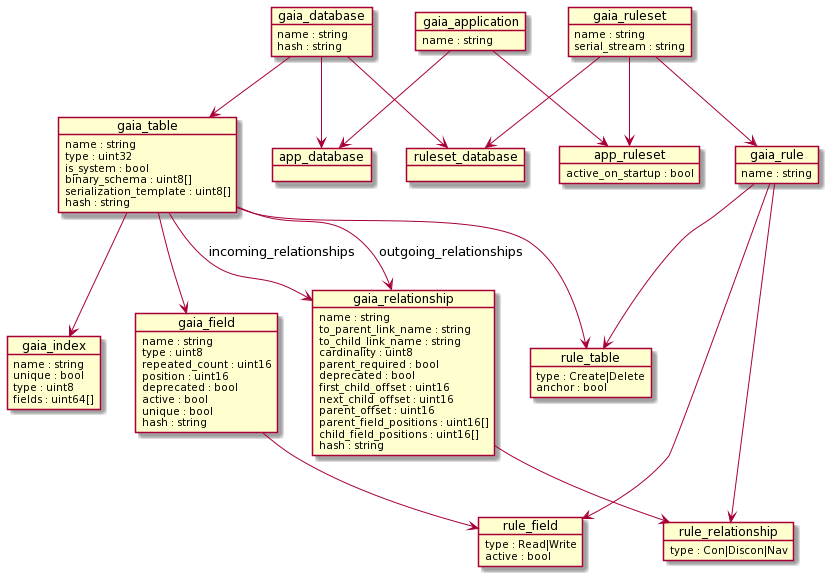 gaia_database
name : string
hash : string
gaia_application
name : string
gaia_ruleset
name : string
serial_stream : string
gaia_table
name : string
type : uint32
is_system : bool
binary_schema : uint8[]
serialization_template : uint8[]
hash : string
app_database
ruleset_database
app_ruleset
active_on_startup : bool
gaia_rule
name : string
incoming_relationships
outgoing_relationships
gaia_index
name : string
unique : bool
type : uint8
fields : uint64[]
gaia_field
name : string
type : uint8
repeated_count : uint16
position : uint16
deprecated : bool
active : bool
unique : bool
hash : string
gaia_relationship
name : string
to_parent_link_name : string
to_child_link_name : string
cardinality : uint8
parent_required : bool
deprecated : bool
first_child_offset : uint16
next_child_offset : uint16
parent_offset : uint16
parent_field_positions : uint16[]
child_field_positions : uint16[]
hash : string
rule_table
type : Create|Delete
anchor : bool
rule_field
type : Read|Write
active : bool
rule_relationship
type : Con|Discon|Nav